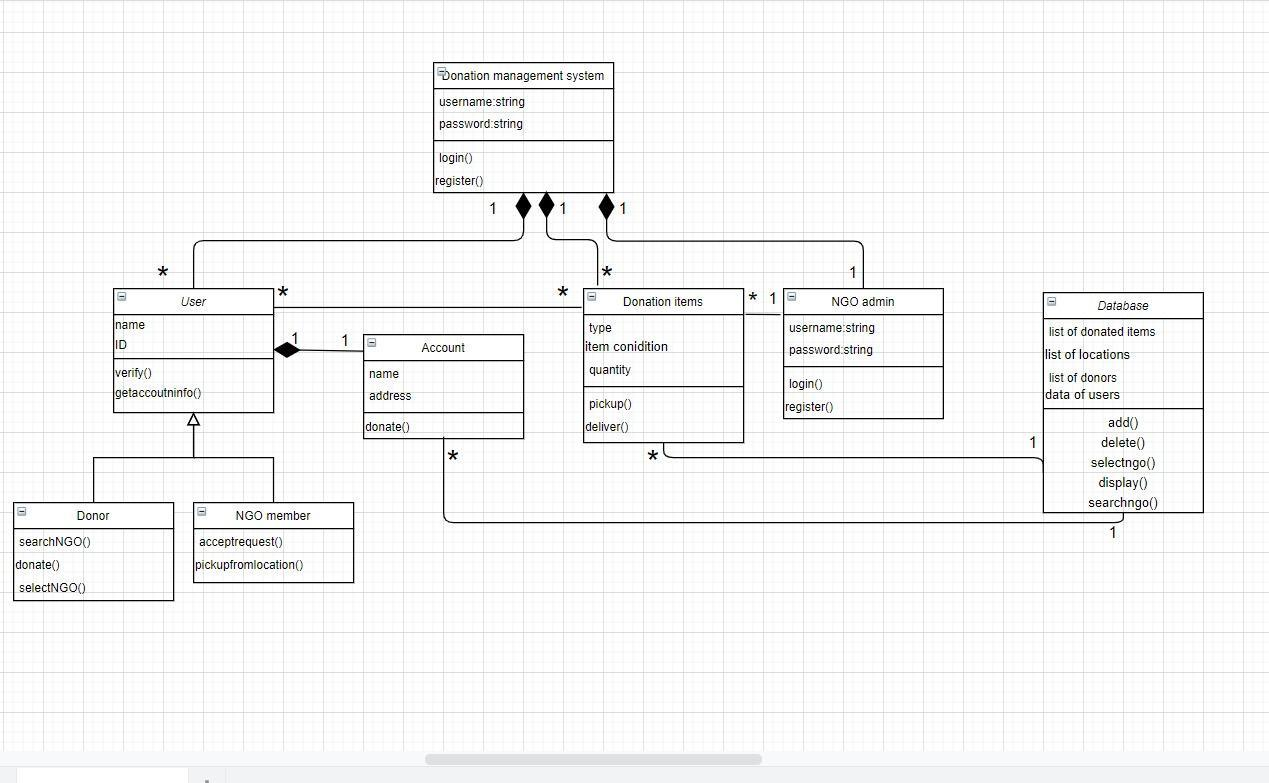 Donation management system
username:string
password:string
login()
register()
1
1
1
*
*
1
User
name
ID
verify()
getaccoutninfo()
*
*
1
1
Account
name
address
donate()
*
Donation items
type
item conidition
quantity
pickup()
deliver()
*
*
1
NGO admin
username:string
password:string
login()
register()
Database
list of donated items
list of locations
list of donors
data of users
add()
delete()
selectngo()
display()
searchngo()
1
1
Donor
searchNGO()
donate()
selectNGO()
NGO member
acceptrequest()
pickupfromlocation()